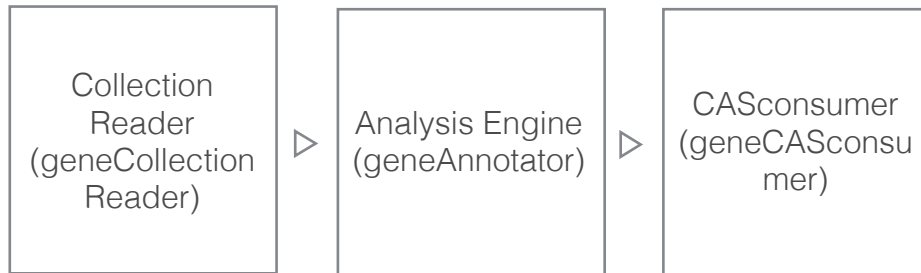 Collection
Reader
(geneCollection
Reader)
Analysis Engine
(geneAnnotator)
CASconsumer
(geneCASconsu
mer)